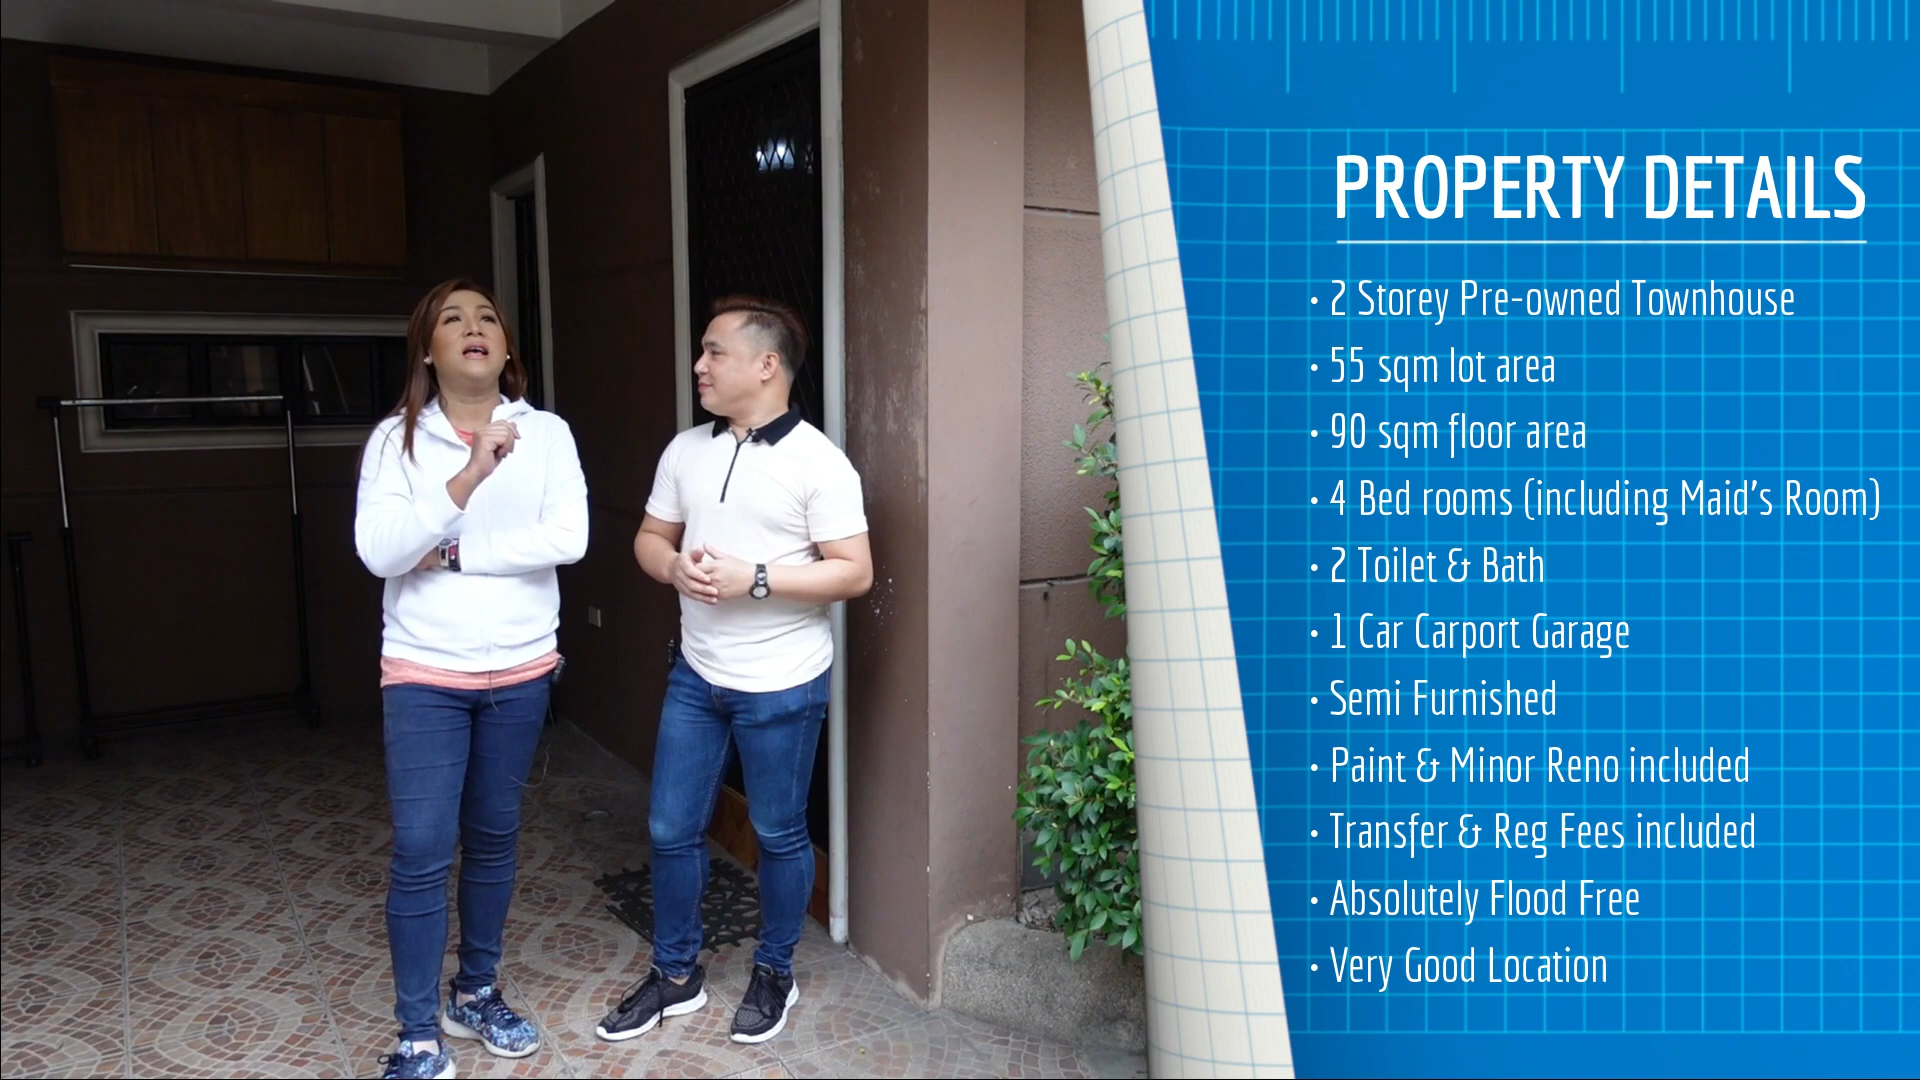 PROPERTY DETAILS
• 2 Storey Pre-owned Townhouse
• 55 sqm lot area
• 90 sqm floor area
• 4 Bed rooms (including Maid's Room)
• 2 Toilet & Bath
• 1 Car Carport Garage
• Semi Furnished
• Paint & Minor Reno included
• Transfer & Reg Fees included
• Absolutely Flood Free
• Very Good Location